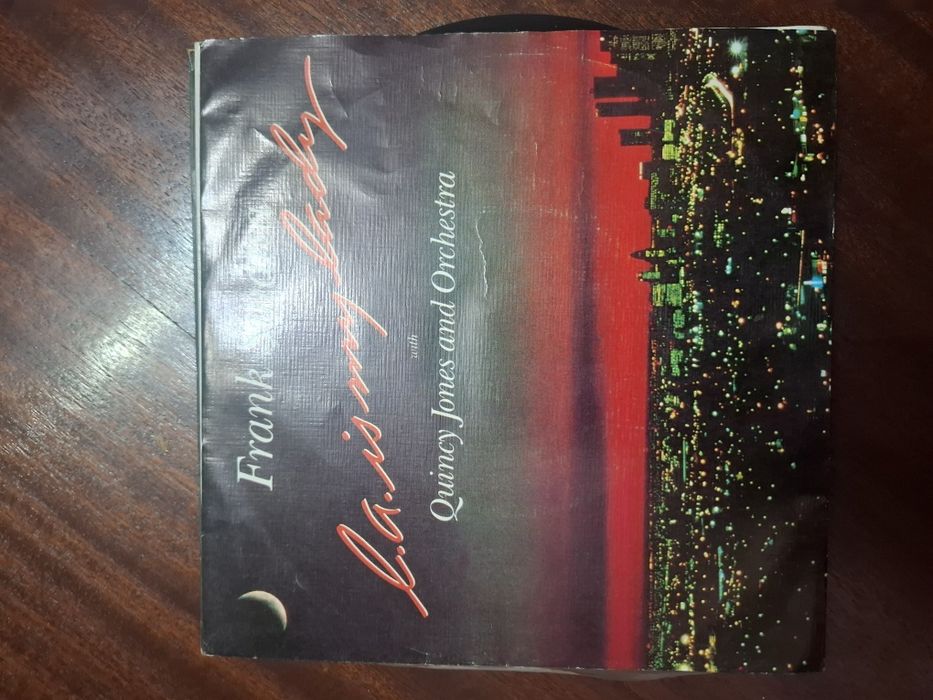 Frank
L.A. is my lady
with
Quincy Jones and Orchestra